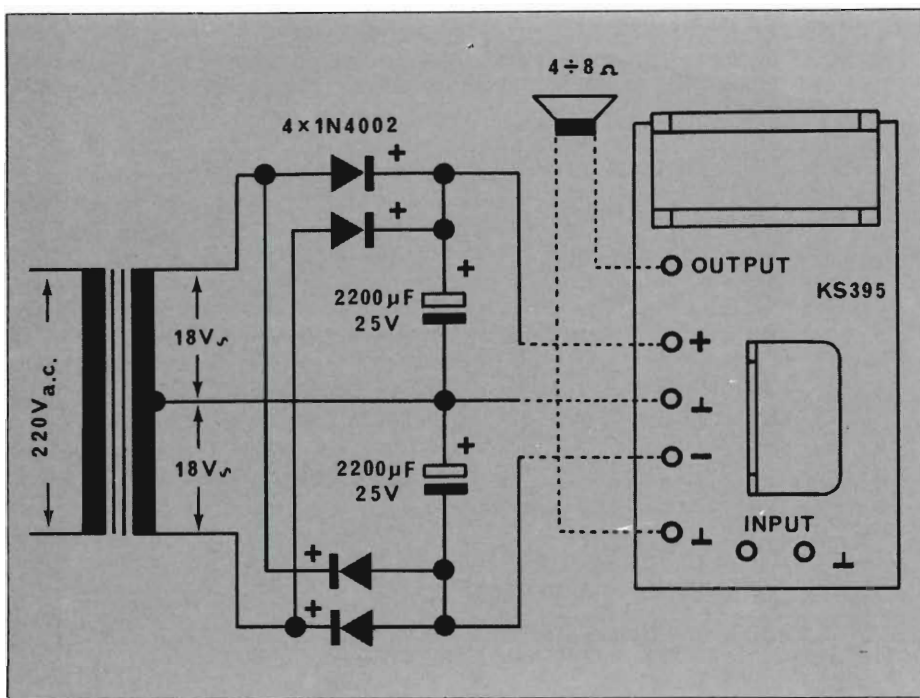 4÷8 Ω
4×1N4002
+
+
OUTPUT
KS395
+
2200µF
25V
+
18V∿
⊥
220Va.c.
+
18V∿
2200µF
25V
−
INPUT
+
⊥
⊥
+